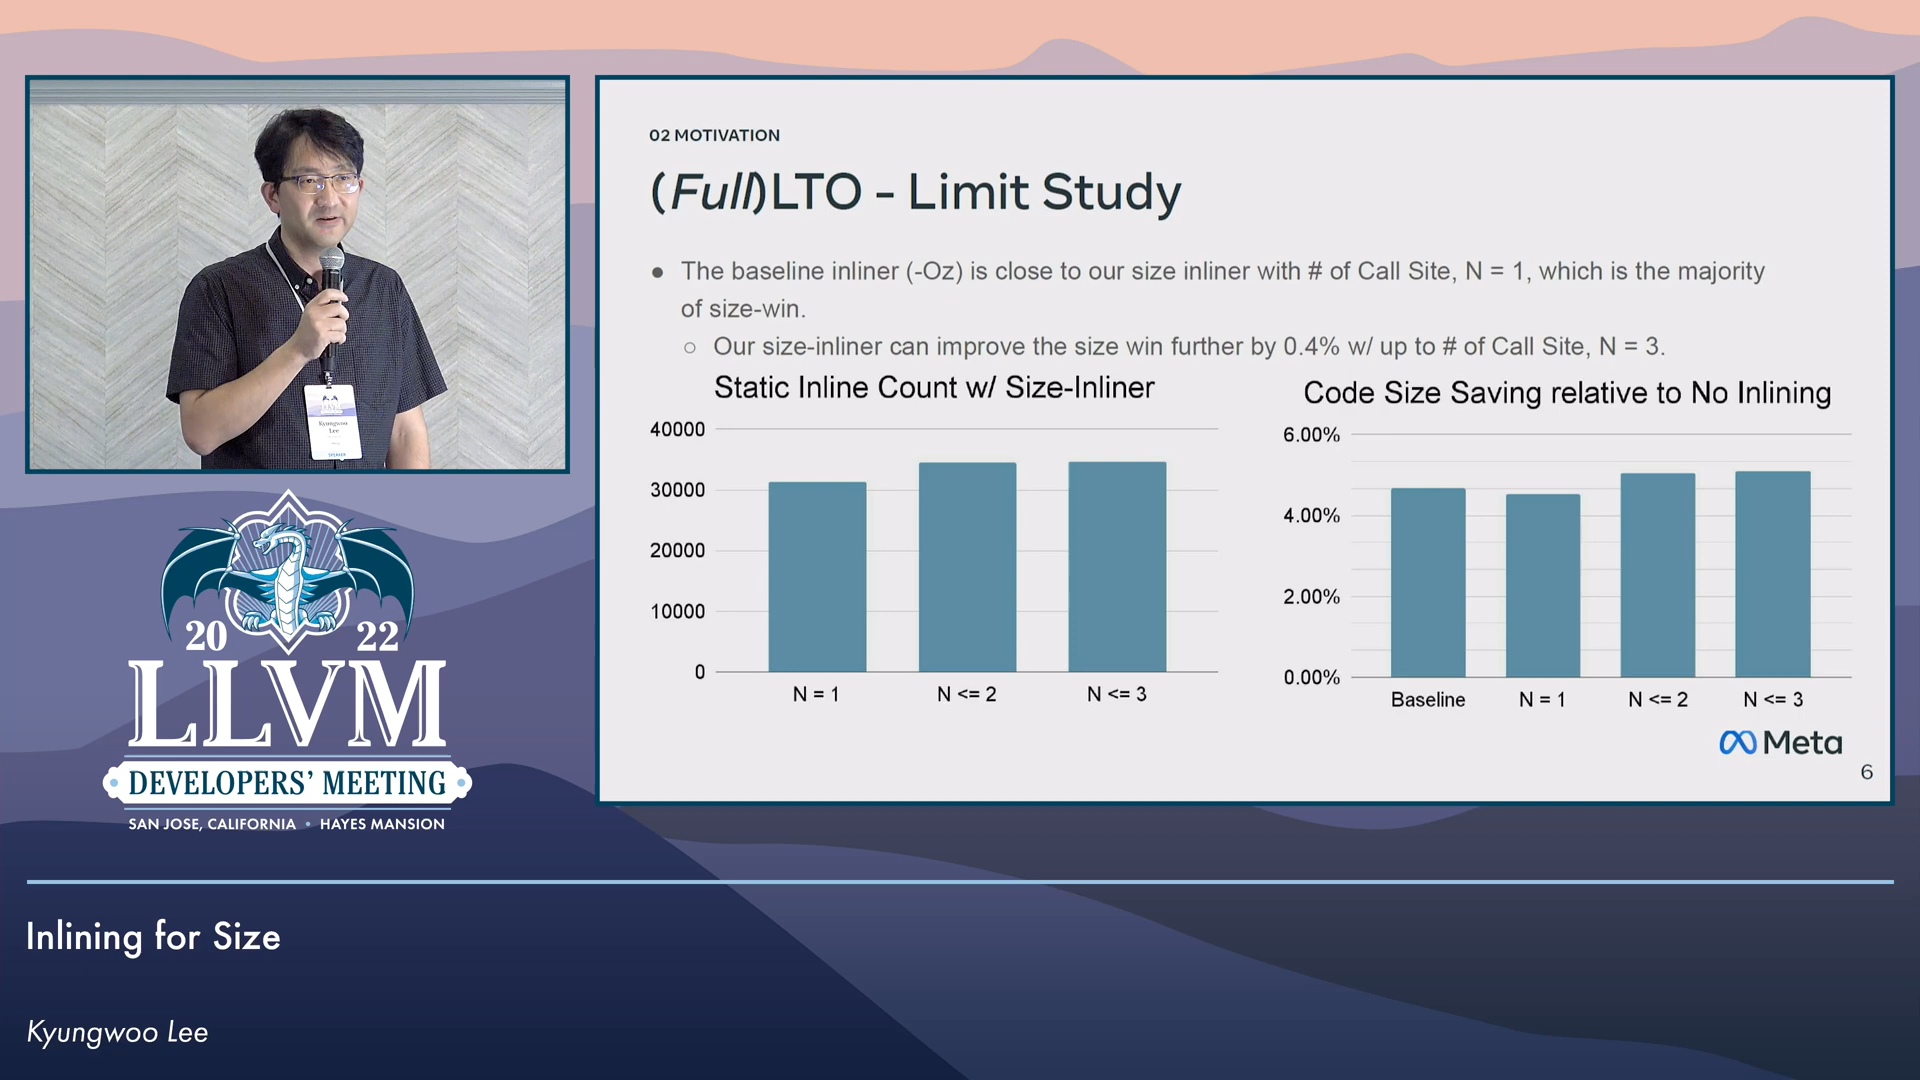 02 MOTIVATION
(Full)LTO - Limit Study
● The baseline inliner (-Oz) is close to our size inliner with # of Call Site, N = 1, which is the majority
of size-win.
○ Our size-inliner can improve the size win further by 0.4% w/ up to # of Call Site, N = 3.
Static Inline Count w/ Size-Inliner
40000
30000
20000
10000
0
N = 1 N <= 2 N <= 3
Code Size Saving relative to No Inlining
6.00%
4.00%
2.00%
0.00%
Baseline N = 1 N <= 2 N <= 3
Meta
6
LLVM
Kyungwoo
Lee
SPEAKER
20 22
LLVM
DEVELOPERS' MEETING
SAN JOSE, CALIFORNIA • HAYES MANSION
Inlining for Size
Kyungwoo Lee